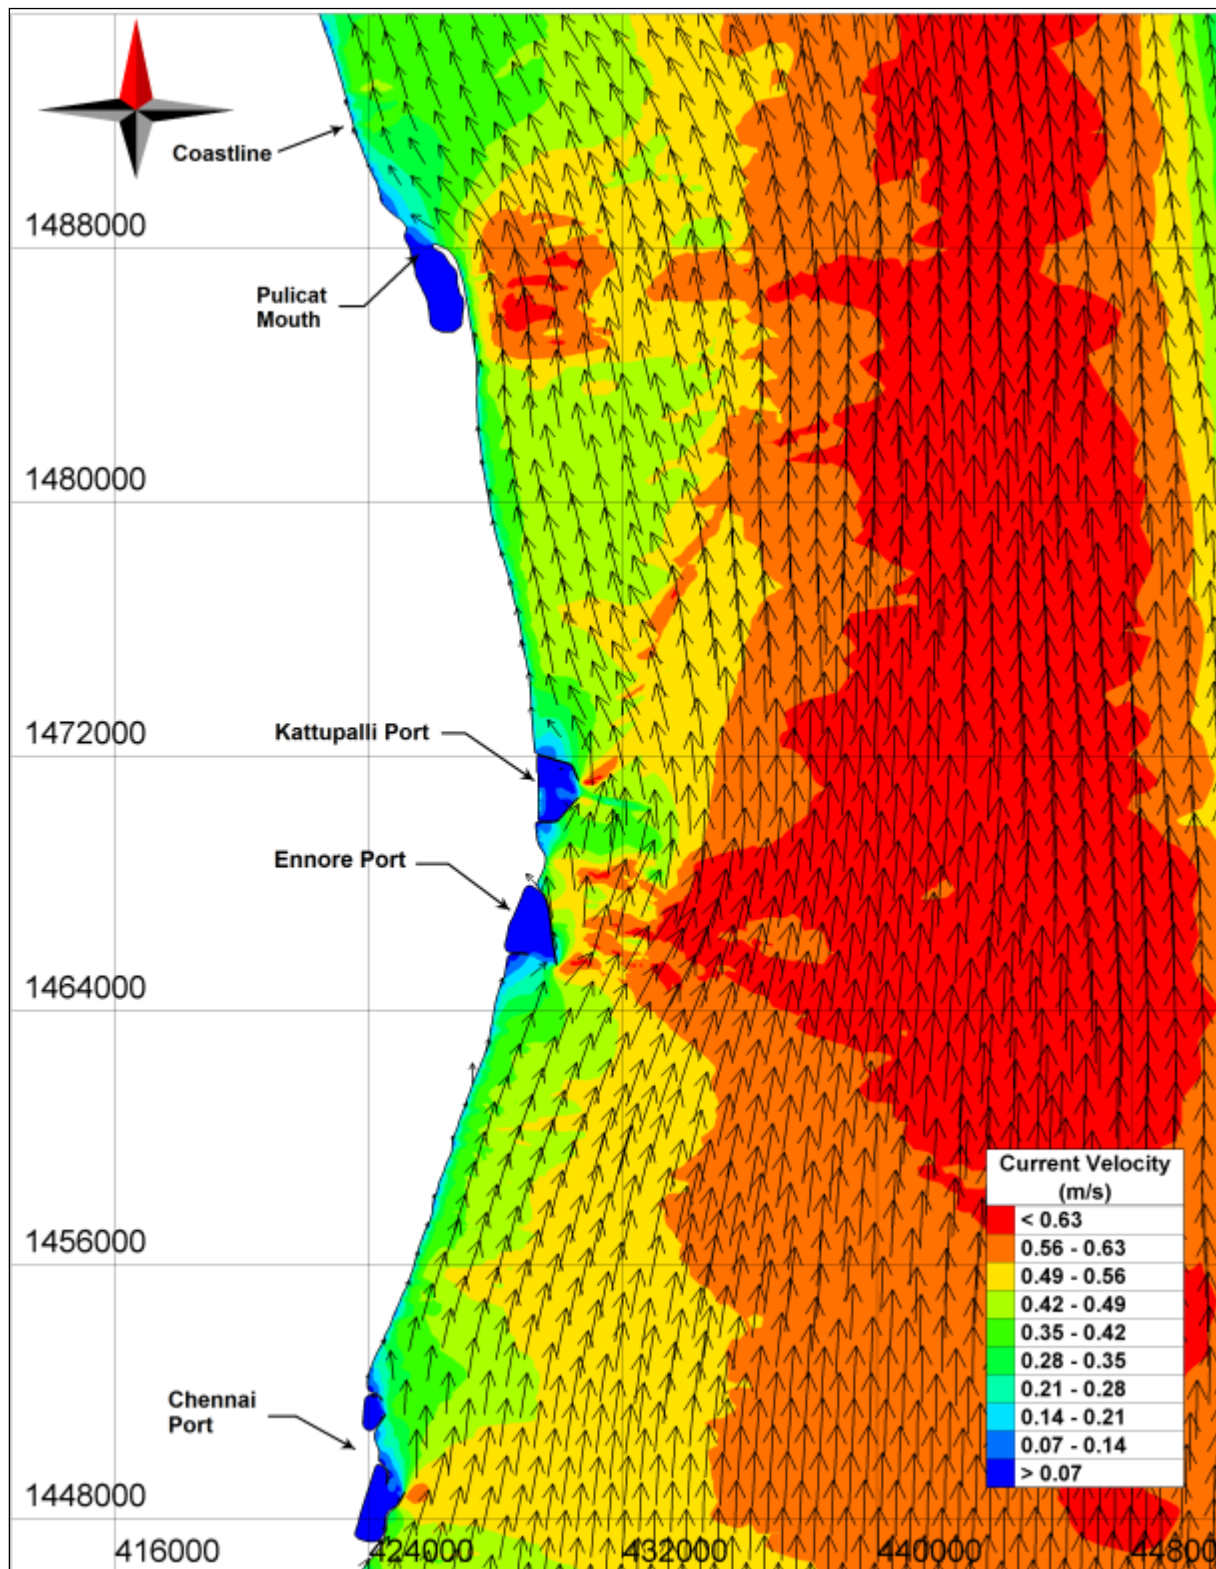 Coastline
1488000
Pulicat
Mouth
1480000
1472000
Kattupalli Port
Ennore Port
1464000
1456000
Chennai
Port
1448000
416000
424000
432000
440000
448000
Current Velocity
(m/s)
< 0.63
0.56 - 0.63
0.49 - 0.56
0.42 - 0.49
0.35 - 0.42
0.28 - 0.35
0.21 - 0.28
0.14 - 0.21
0.07 - 0.14
> 0.07